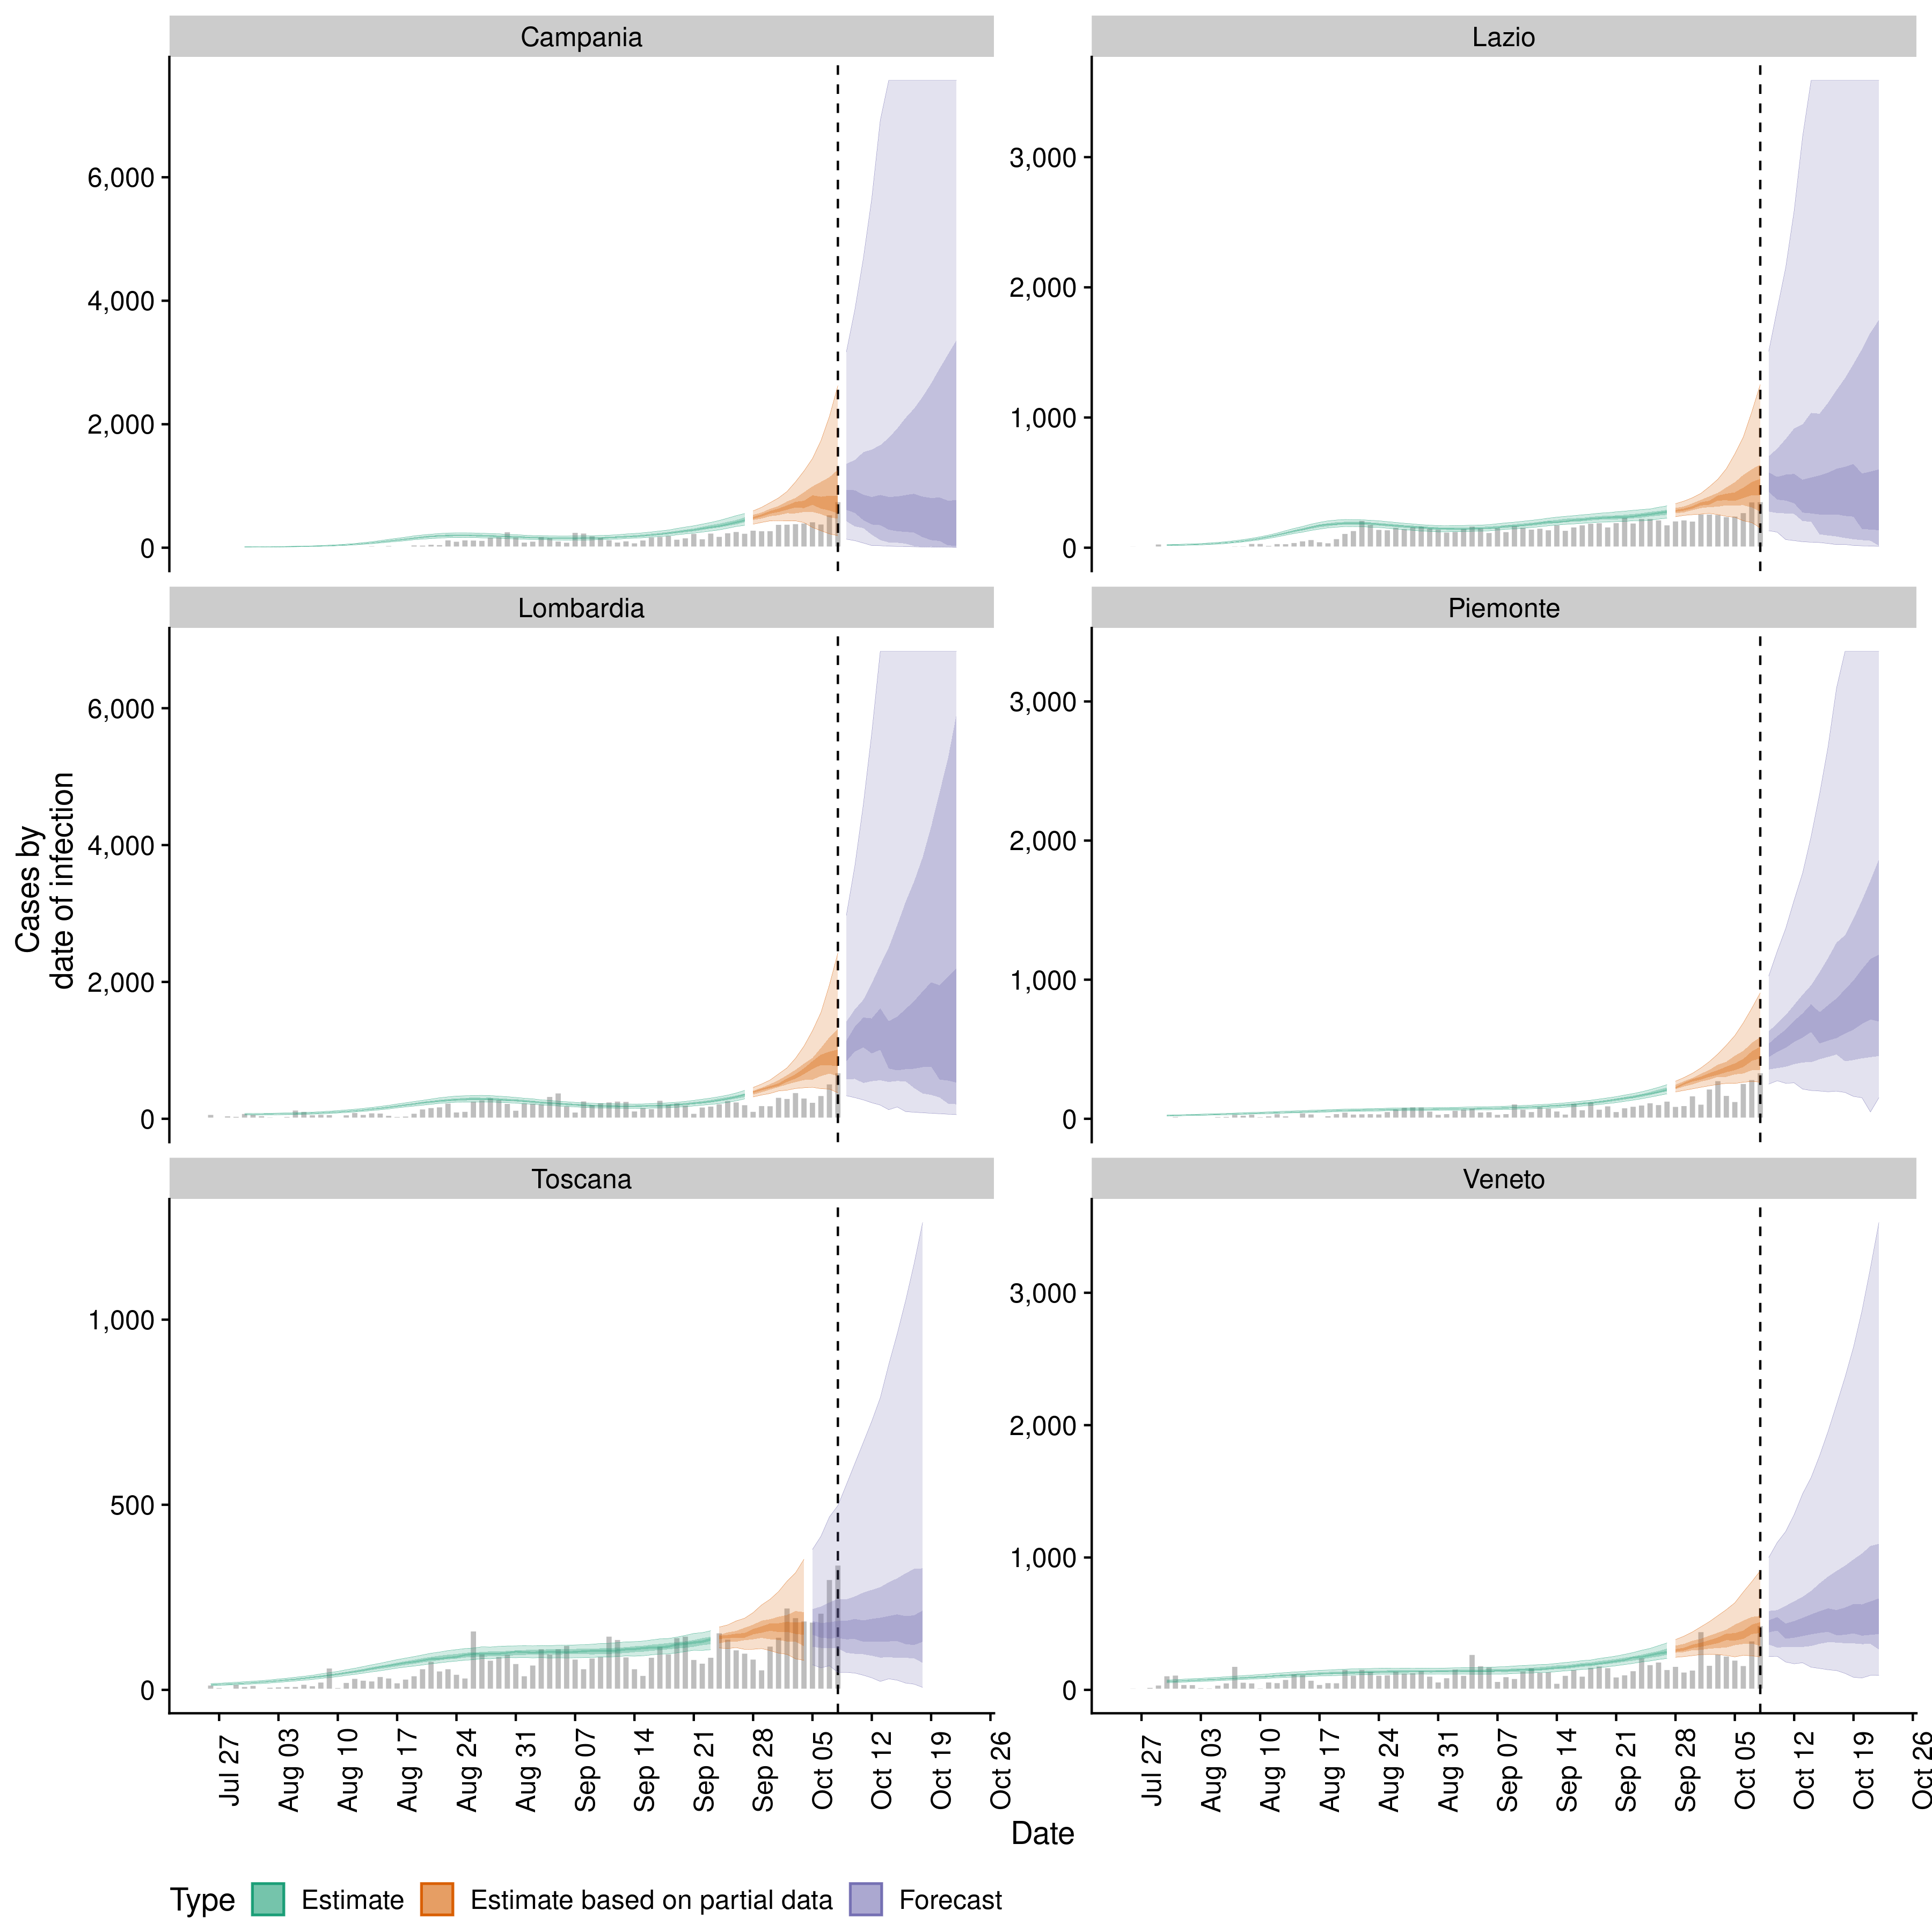 Campania
Lazio
6,000
4,000
2,000
0
3,000
2,000
1,000
0
Lombardia
Piemonte
Cases by
date of infection
6,000
4,000
2,000
0
3,000
2,000
1,000
0
Toscana
Veneto
1,000
500
0
3,000
2,000
1,000
0
Jul 27
Aug 03
Aug 10
Aug 17
Aug 24
Aug 31
Sep 07
Sep 14
Sep 21
Sep 28
Oct 05
Oct 12
Oct 19
Oct 26
Jul 27
Aug 03
Aug 10
Aug 17
Aug 24
Aug 31
Sep 07
Sep 14
Sep 21
Sep 28
Oct 05
Oct 12
Oct 19
Oct 26
Date
Type
Estimate
Estimate based on partial data
Forecast